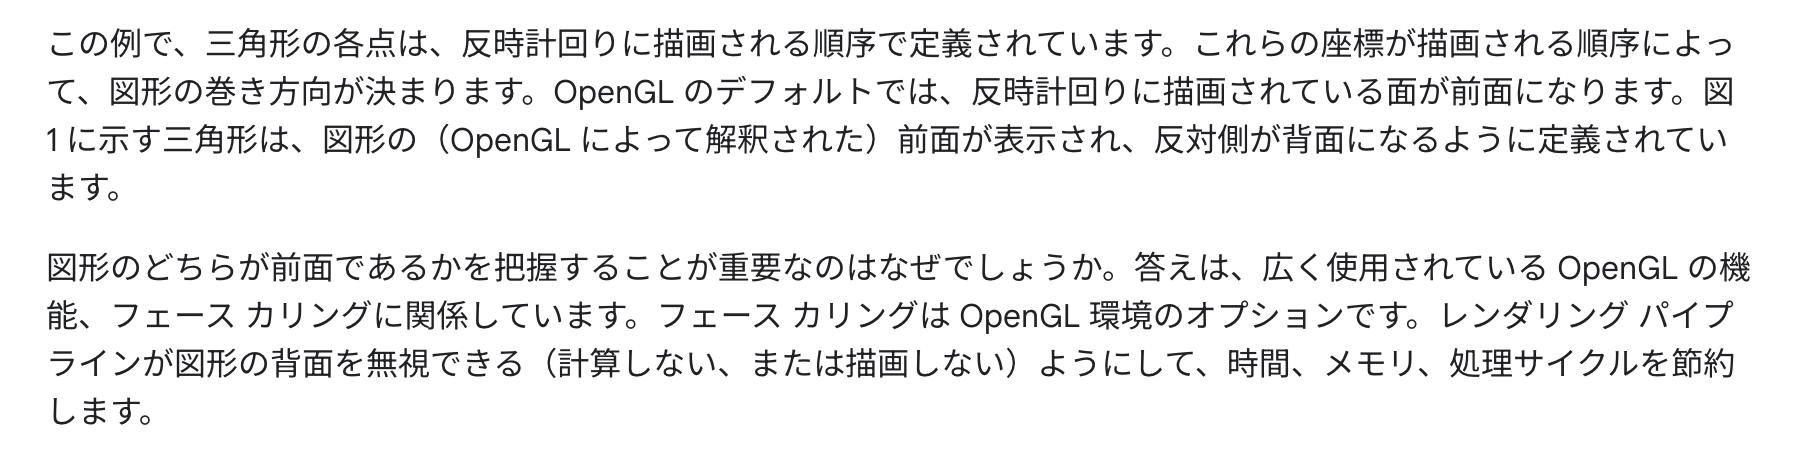 この例で、三角形の各点は、反時計回りに描画される順序で定義されています。これらの座標が描画される順序によっ
て、図形の巻き方向が決まります。OpenGL のデフォルトでは、反時計回りに描画されている面が前面になります。図
1 に示す三角形は、図形の（OpenGL によって解釈された）前面が表示され、反対側が背面になるように定義されてい
ます。
図形のどちらが前面であるかを把握することが重要なのはなぜでしょうか。答えは、広く使用されている OpenGL の機
能、フェース カリングに関係しています。フェース カリングは OpenGL 環境のオプションです。レンダリング パイプ
ラインが図形の背面を無視できる（計算しない、または描画しない）ようにして、時間、メモリ、処理サイクルを節約
します。